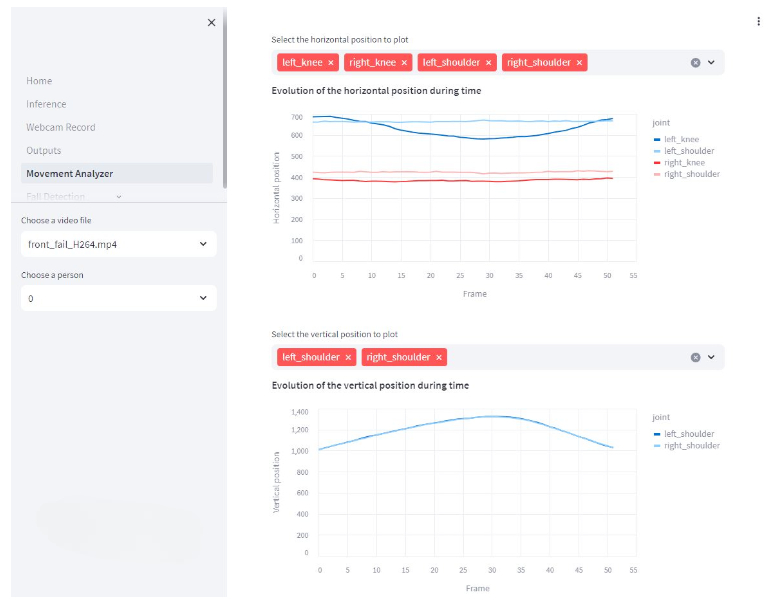 ×
⋮
Home
Inference
Webcam Record
Outputs
Movement Analyzer
Fall Detection
Choose a video file
front_fail_H264.mp4
Choose a person
0
Select the horizontal position to plot
left_knee × right_knee × left_shoulder × right_shoulder ×
Evolution of the horizontal position during time
700
600
500
400
300
200
100
0
Horizontal position
0 5 10 15 20 25 30 35 40 45 50 55
Frame
joint
left_knee
left_shoulder
right_knee
right_shoulder
Select the vertical position to plot
left_shoulder × right_shoulder ×
Evolution of the vertical position during time
1,400
1,200
1,000
800
600
400
200
0
Vertical position
0 5 10 15 20 25 30 35 40 45 50 55
Frame
joint
left_shoulder
right_shoulder